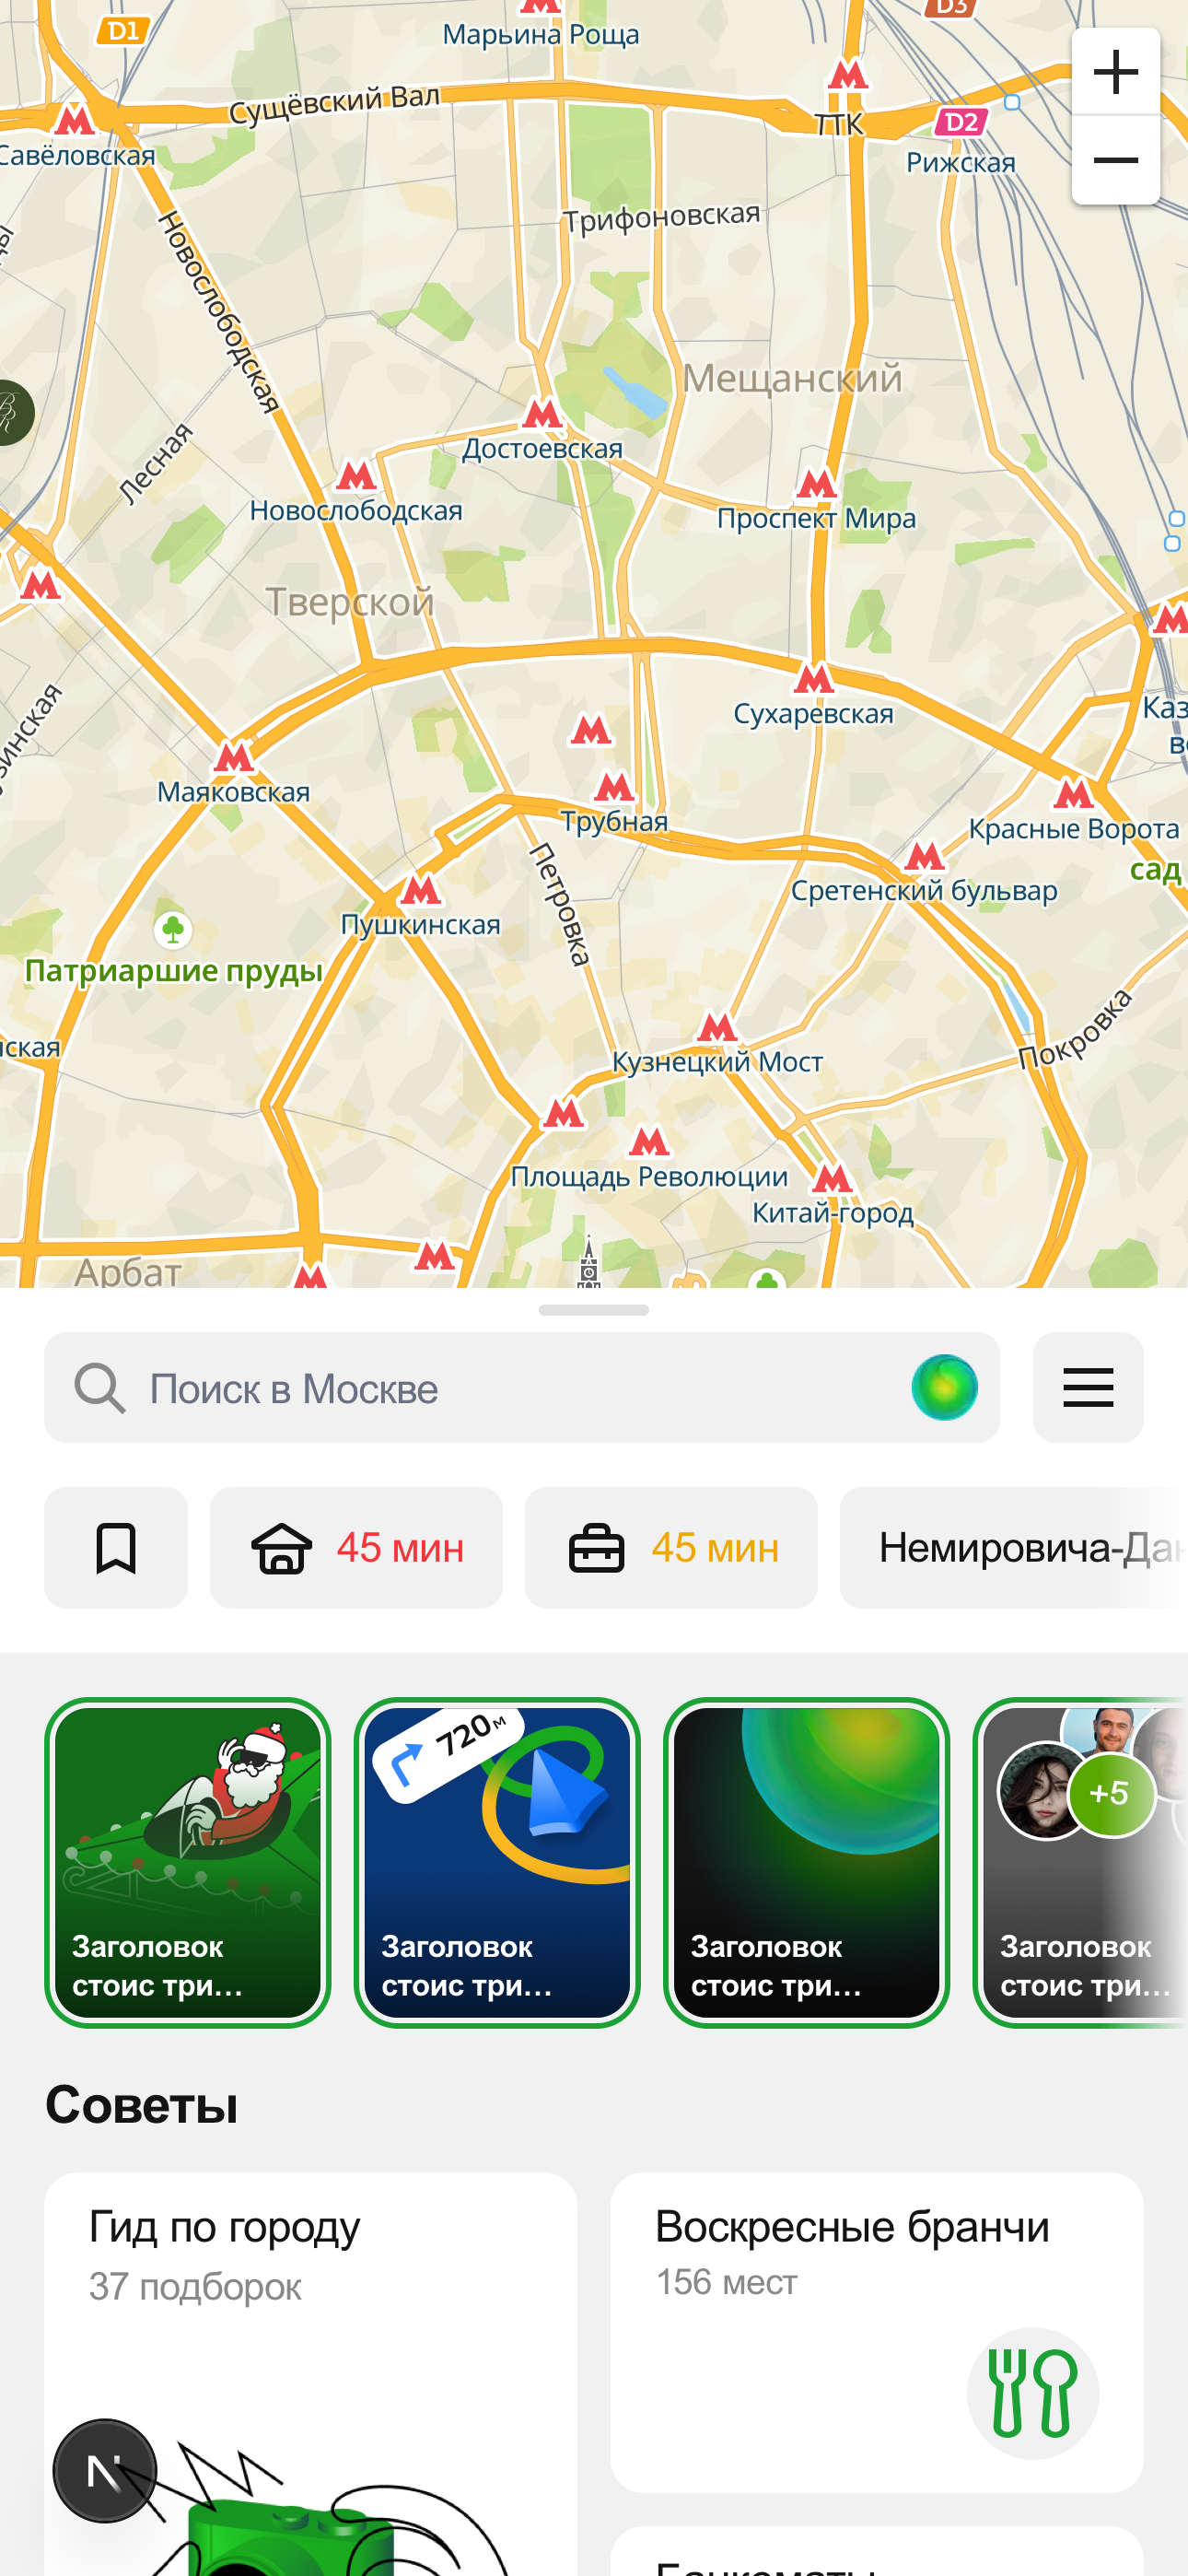 D1
D3
Марьина Роща
Сущёвский Вал
ТТК
D2
Савёловская
Рижская
Трифоновская
Новослободская
Мещанский
Лесная
Достоевская
Новослободская
Проспект Мира
Тверской
Сухаревская
Маяковская
Трубная
Красные Ворота
сад
Петровка
Сретенский бульвар
Пушкинская
Патриаршие пруды
Покровка
Кузнецкий Мост
Площадь Революции
Китай-город
Арбат
Поиск в Москве
45 мин
45 мин
Немировича-Дан
720м
+5
Заголовок
стоис три...
Заголовок
стоис три...
Заголовок
стоис три...
Заголовок
стоис три...
Советы
Гид по городу
37 подборок
Воскресные бранчи
156 мест
N